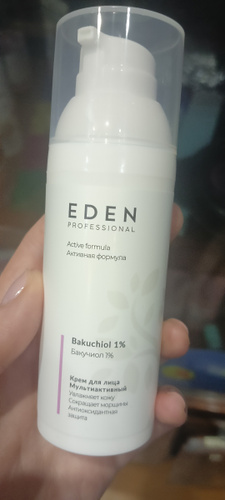 EDEN
PROFESSIONAL
Active formula
Активная формула
Bakuchiol 1%
Бакучиол 1%
Крем для лица
Мультиактивный
Увлажняет кожу
Сокращает морщины
Антиоксидантная
защита